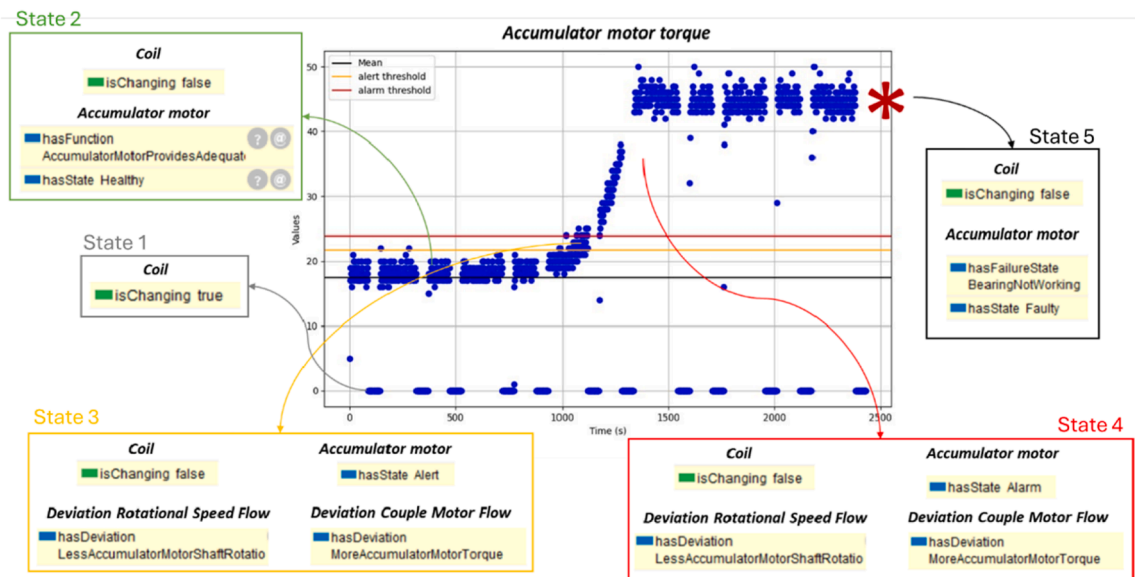 State 2
Coil
isChanging false
Accumulator motor
hasFunction
AccumulatorMotorProvidesAdequat
hasState Healthy
? @
? @
State 1
Coil
isChanging true
Accumulator motor torque
Mean
alert threshold
alarm threshold
Values
50
40
30
20
10
0
0 500 1000 1500 2000 2500
Time (s)
*
State 5
Coil
isChanging false
Accumulator motor
hasFailureState
BearingNotWorking
hasState Faulty
State 3
Coil
isChanging false
Accumulator motor
hasState Alert
Deviation Rotational Speed Flow
hasDeviation
LessAccumulatorMotorShaftRotatio
Deviation Couple Motor Flow
hasDeviation
MoreAccumulatorMotorTorque
State 4
Coil
isChanging false
Accumulator motor
hasState Alarm
Deviation Rotational Speed Flow
hasDeviation
LessAccumulatorMotorShaftRotatio
Deviation Couple Motor Flow
hasDeviation
MoreAccumulatorMotorTorque